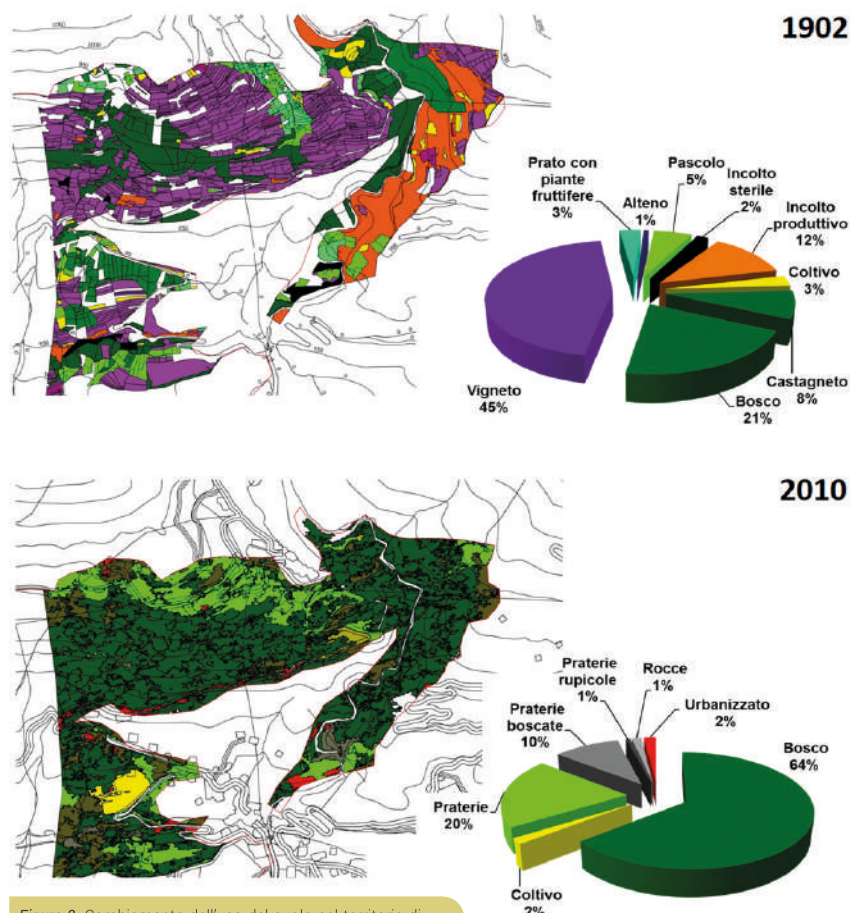 1902
Prato con
piante
fruttifere
3%
Alteno
1%
Pascolo
5%
Incolto
sterile
2%
Incolto
produttivo
12%
Coltivo
3%
Castagneto
8%
Bosco
21%
Vigneto
45%
2010
Praterie
rupicole
1%
Rocce
1%
Urbanizzato
2%
Praterie
boscate
10%
Bosco
64%
Praterie
20%
Coltivo
2%